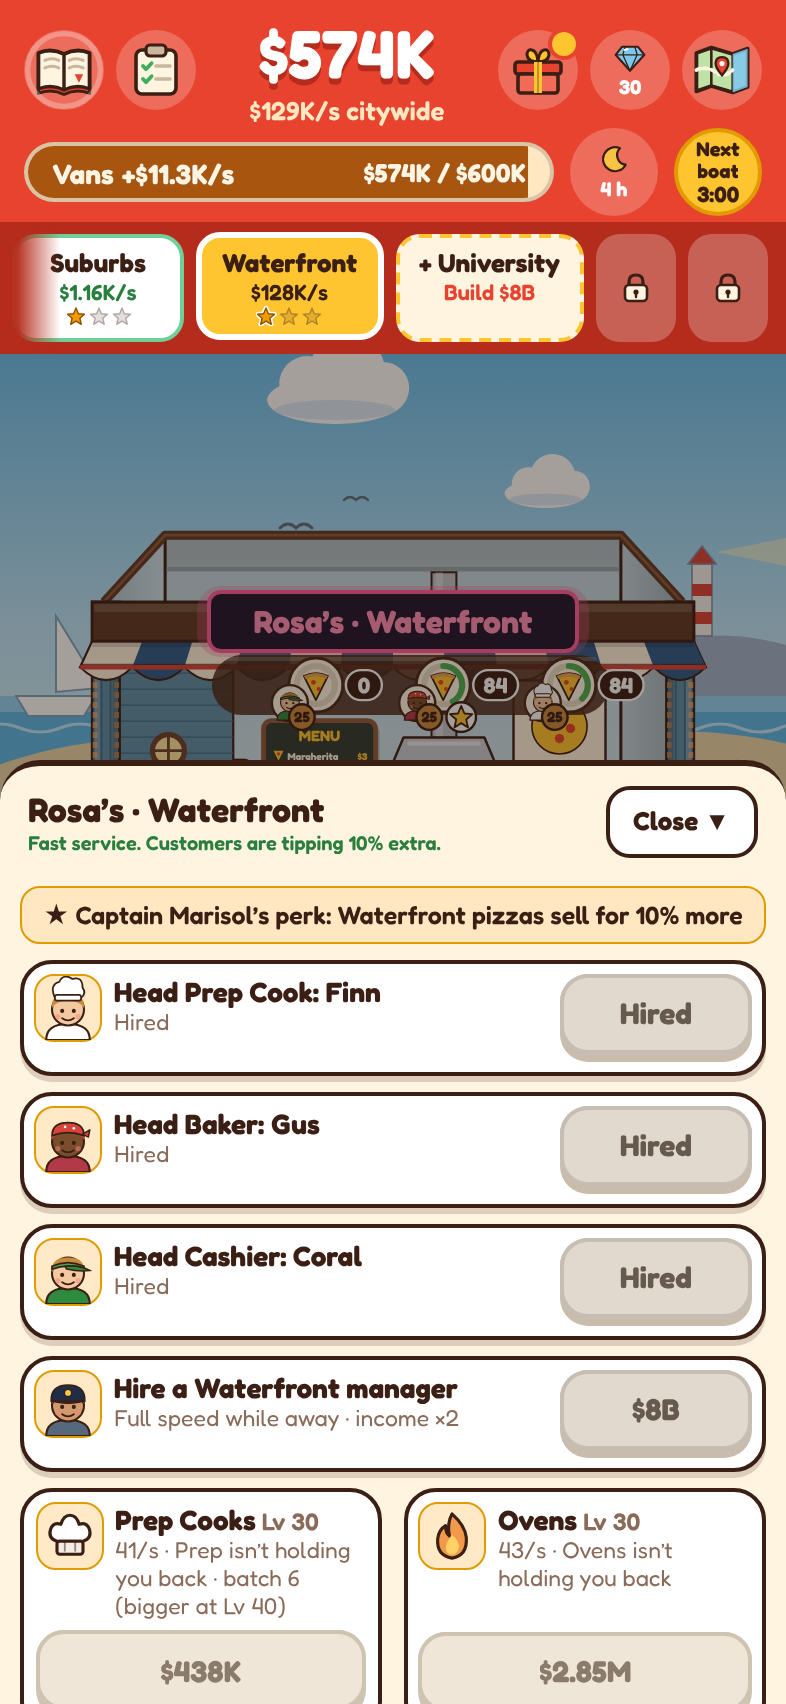 $574K
$129K/s citywide
30
Vans +$11.3K/s
$574K / $600K
4 h
Next
boat
3:00
Suburbs
$1.16K/s
Waterfront
$128K/s
+ University
Build $8B
Rosa's · Waterfront
0
84
84
25
25
25
MENU
Margherita $3
Rosa's · Waterfront
Fast service. Customers are tipping 10% extra.
Close ▼
★ Captain Marisol's perk: Waterfront pizzas sell for 10% more
Head Prep Cook: Finn
Hired
Hired
Head Baker: Gus
Hired
Hired
Head Cashier: Coral
Hired
Hired
Hire a Waterfront manager
Full speed while away · income ×2
$8B
Prep Cooks Lv 30
41/s · Prep isn't holding
you back · batch 6
(bigger at Lv 40)
$438K
Ovens Lv 30
43/s · Ovens isn't
holding you back
$2.85M